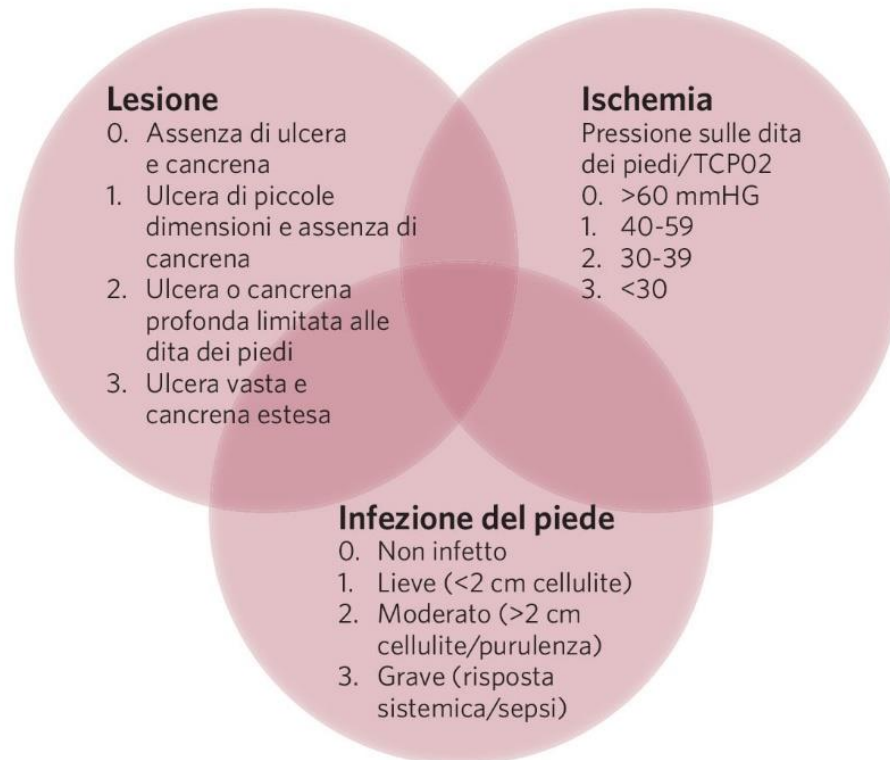 Lesione
0. Assenza di ulcera
e cancrena
1. Ulcera di piccole
dimensioni e assenza di
cancrena
2. Ulcera o cancrena
profonda limitata alle
dita dei piedi
3. Ulcera vasta e
cancrena estesa
Ischemia
Pressione sulle dita
dei piedi/TCP02
0. >60 mmHG
1. 40-59
2. 30-39
3. <30
Infezione del piede
0. Non infetto
1. Lieve (<2 cm cellulite)
2. Moderato (>2 cm
cellulite/purulenza)
3. Grave (risposta
sistemica/sepsi)